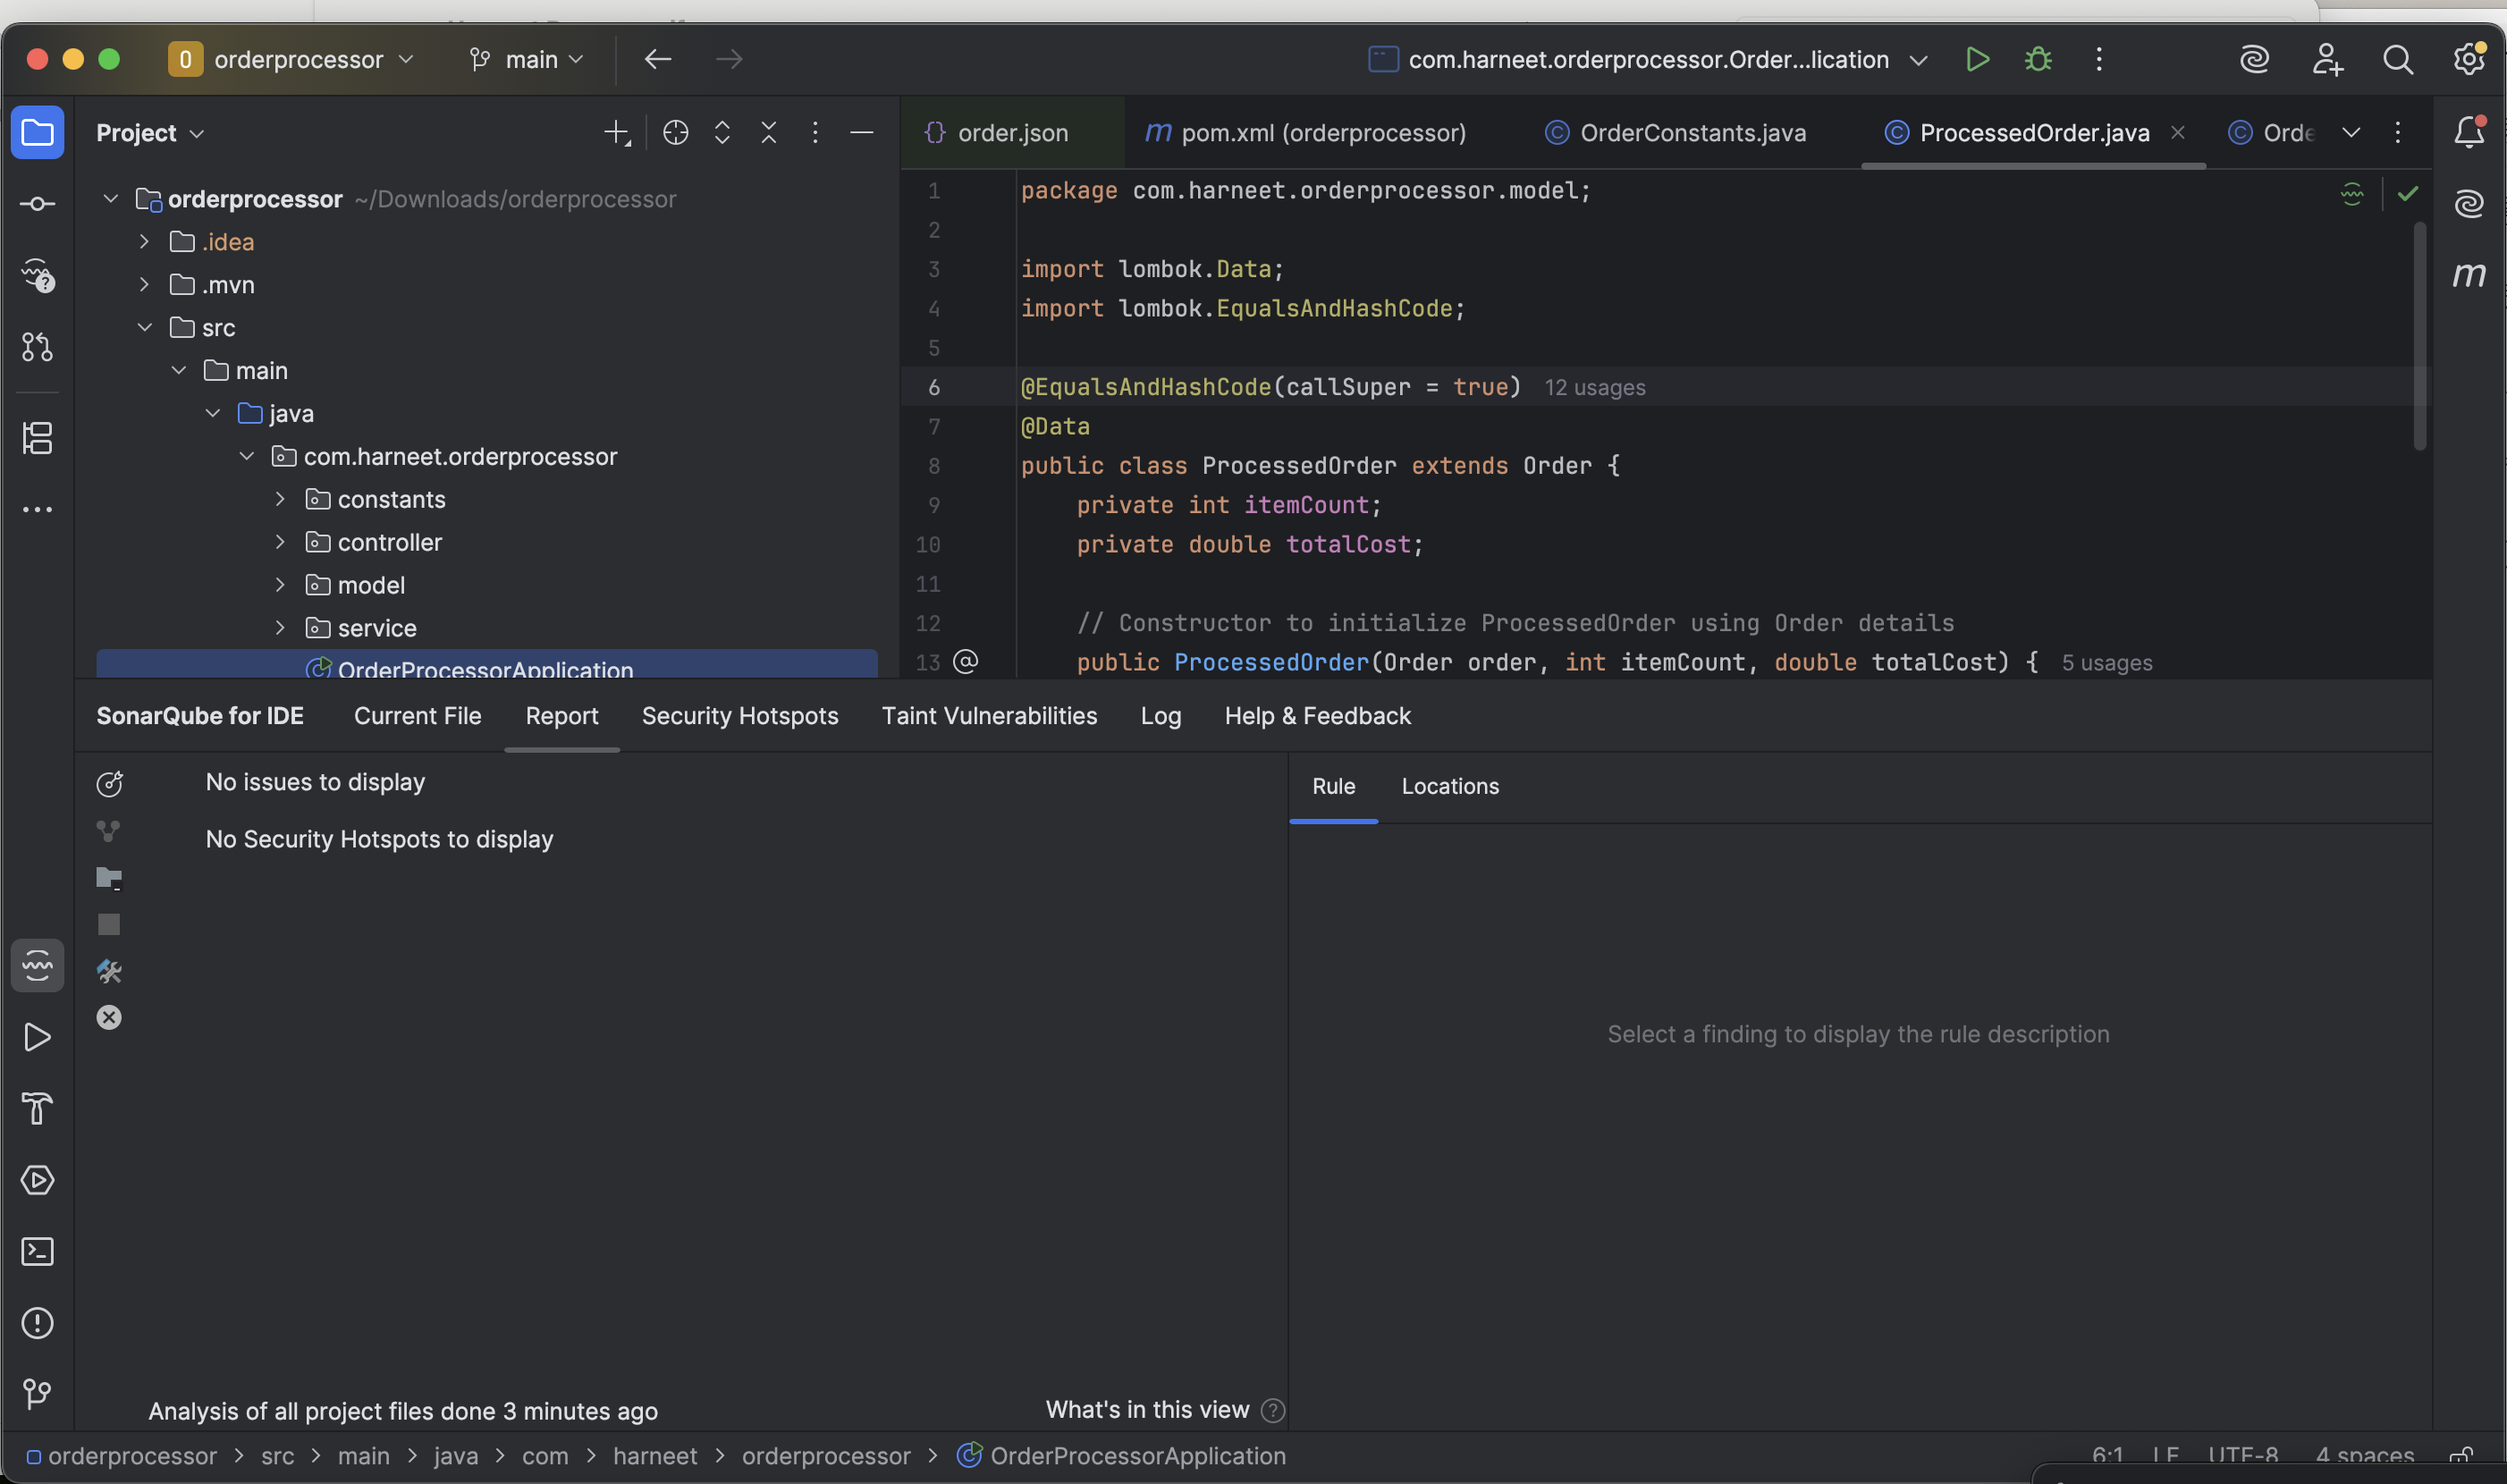 O orderprocessor main com.harneet.orderprocessor.Order...lication
Project
orderprocessor ~/Downloads/orderprocessor
.idea
.mvn
src
main
java
com.harneet.orderprocessor
constants
controller
model
service
OrderProcessorApplication
{} order.json m pom.xml (orderprocessor) C OrderConstants.java C ProcessedOrder.java C Orde
1 package com.harneet.orderprocessor.model;
2
3 import lombok.Data;
4 import lombok.EqualsAndHashCode;
5
6 @EqualsAndHashCode(callSuper = true) 12 usages
7 @Data
8 public class ProcessedOrder extends Order {
9 private int itemCount;
10 private double totalCost;
11
12 // Constructor to initialize ProcessedOrder using Order details
13 @ public ProcessedOrder(Order order, int itemCount, double totalCost) { 5 usages
m
SonarQube for IDE Current File Report Security Hotspots Taint Vulnerabilities Log Help & Feedback
No issues to display
No Security Hotspots to display
Rule Locations
Select a finding to display the rule description
Analysis of all project files done 3 minutes ago What's in this view ?
orderprocessor > src > main > java > com > harneet > orderprocessor > OrderProcessorApplication 6:1 LF UTF-8 4 spaces